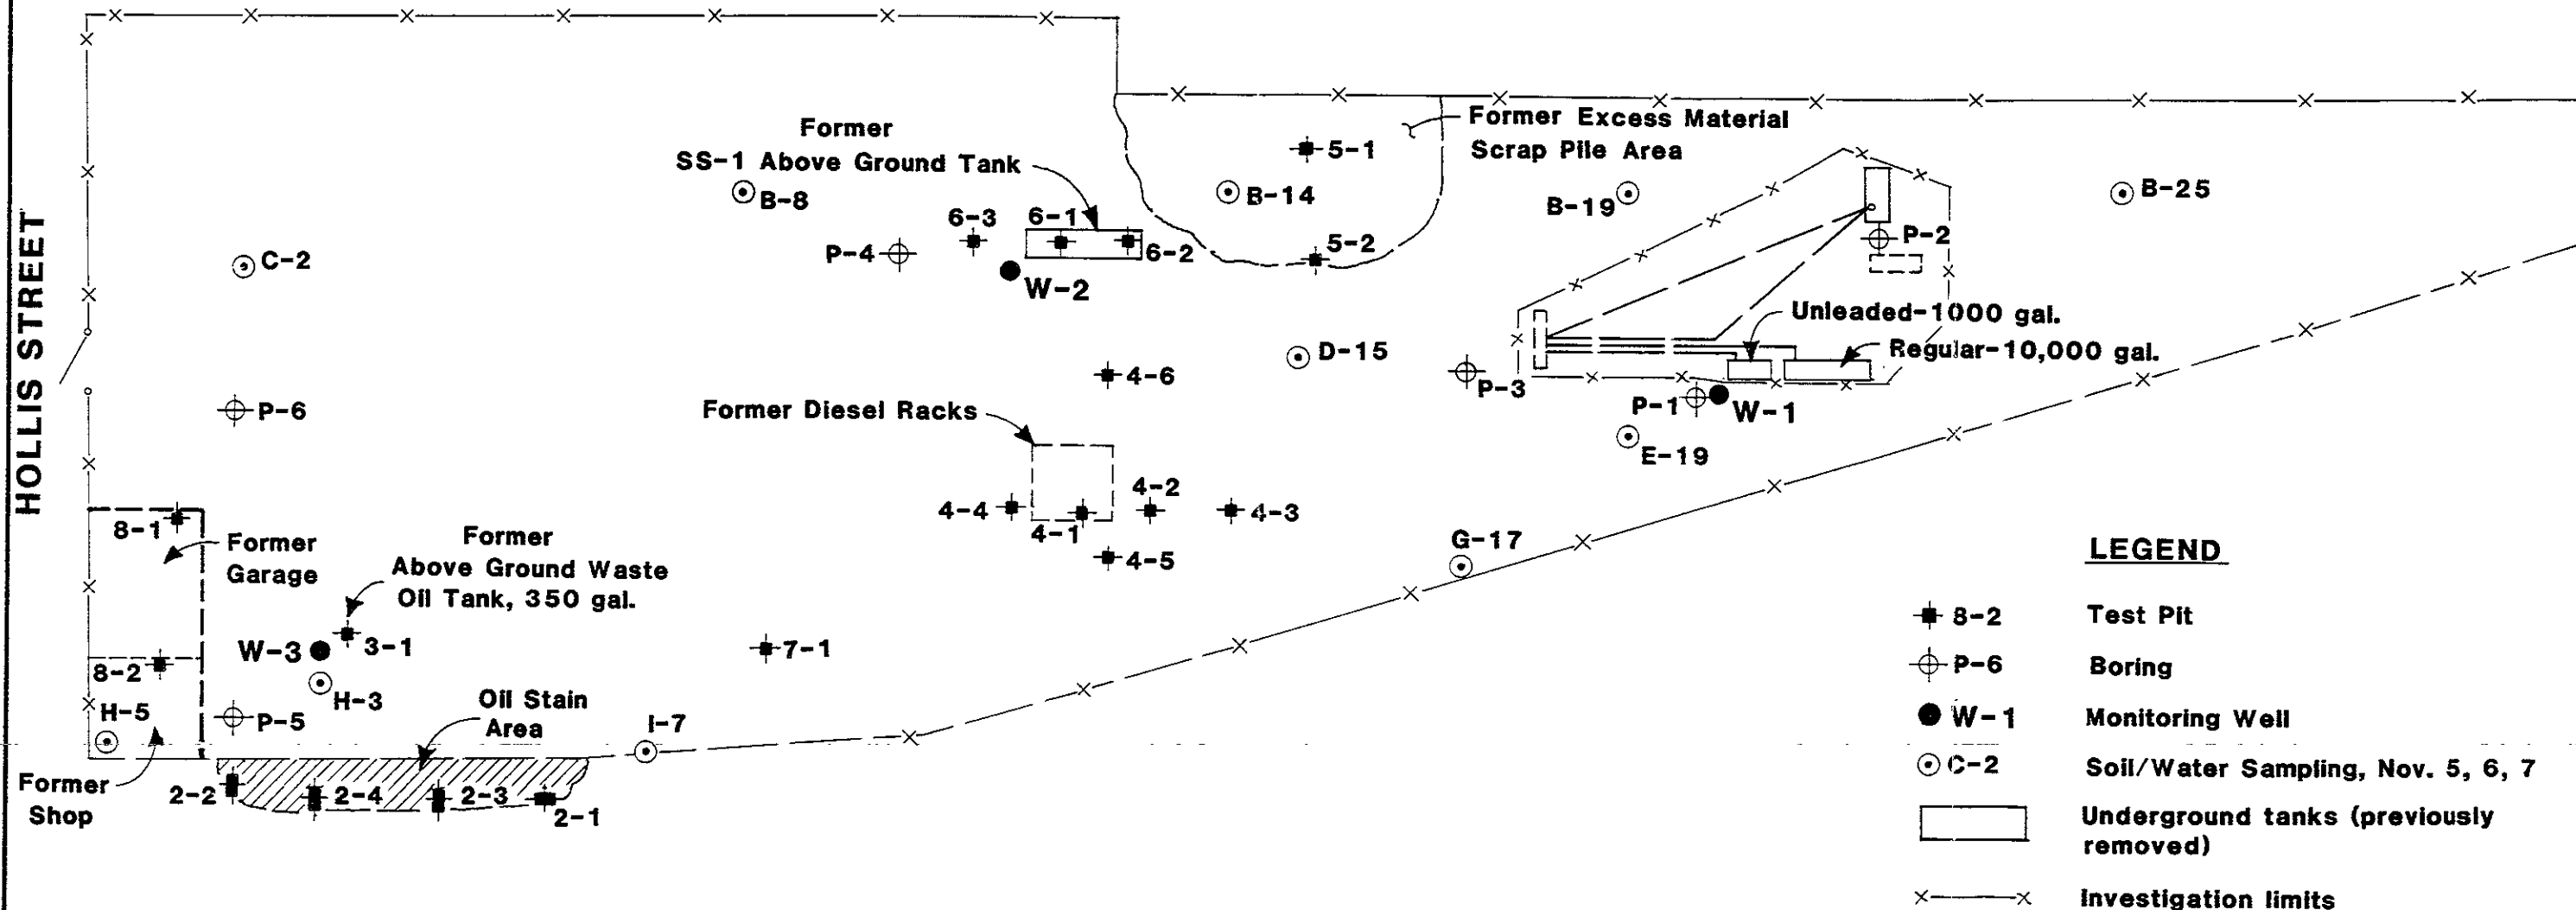 HOLLIS STREET
Former
SS-1 Above Ground Tank
Former Excess Material
Scrap Pile Area
5-1
B-8
B-14
B-19
B-25
6-3
6-1
6-2
5-2
P-4
P-2
C-2
W-2
Unleaded-1000 gal.
Regular-10,000 gal.
D-15
4-6
P-3
P-1
W-1
P-6
Former Diesel Racks
E-19
4-4
4-1
4-2
4-3
4-5
8-1
Former
Garage
Former
Above Ground Waste
Oil Tank, 350 gal.
G-17
W-3
3-1
7-1
8-2
H-3
H-5
P-5
Oil Stain
Area
I-7
Former
Shop
2-2
2-4
2-3
2-1
LEGEND
8-2 Test Pit
P-6 Boring
W-1 Monitoring Well
C-2 Soil/Water Sampling, Nov. 5, 6, 7
Underground tanks (previously
removed)
Investigation limits